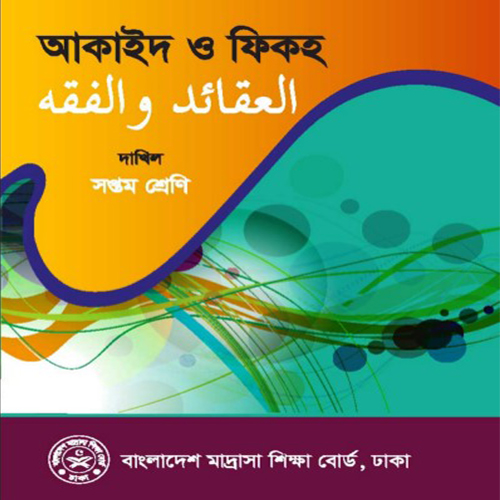 আকাইদ ও ফিকহ
العقائد والفقه
দাখিল
সপ্তম শ্রেণি
বাংলাদেশ মাদ্রাসা শিক্ষা বোর্ড, ঢাকা